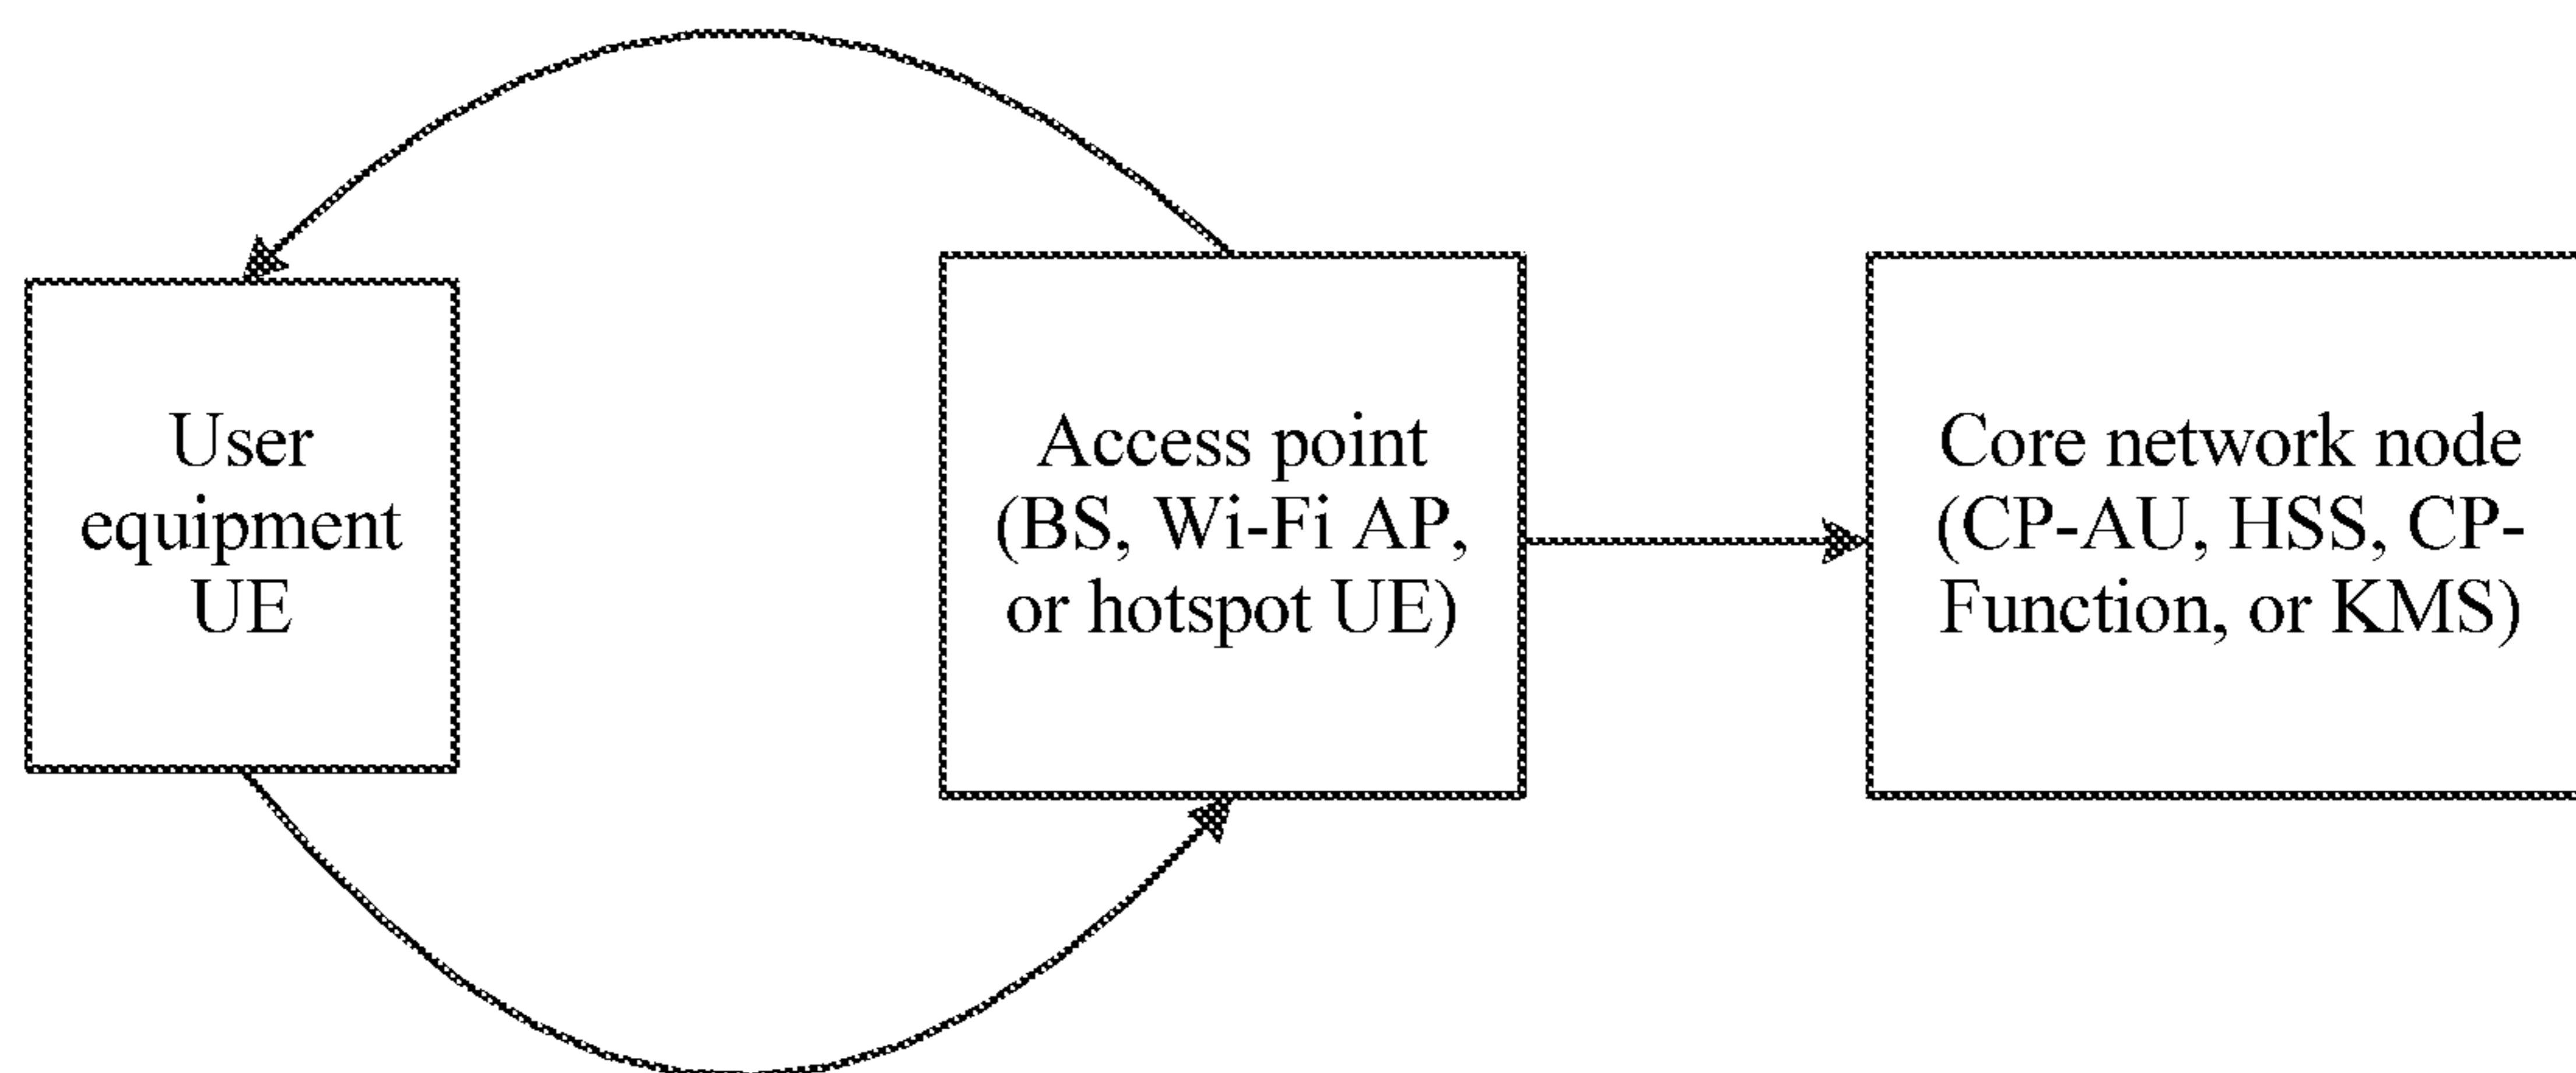 User
equipment
UE
Access point
(BS, Wi-Fi AP,
or hotspot UE)
Core network node
(CP-AU, HSS, CP-
Function, or KMS)